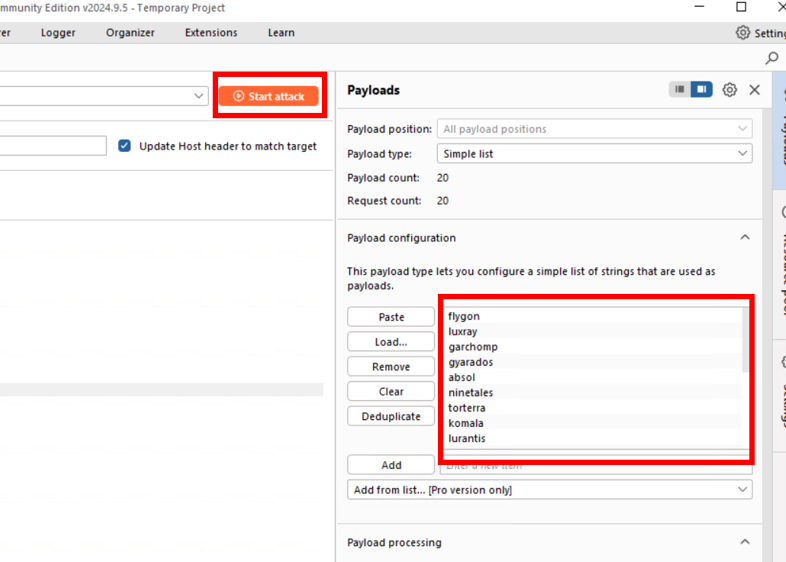 mmunity Edition v2024.9.5 - Temporary Project
er Logger Organizer Extensions Learn
Setting
Start attack
Update Host header to match target
Payloads
Payload position: All payload positions
Payload type: Simple list
Payload count: 20
Request count: 20
Payload configuration
This payload type lets you configure a simple list of strings that are used as
payloads.
Paste
Load...
Remove
Clear
Deduplicate
flygon
luxray
garchomp
gyarados
absol
ninetales
torterra
komala
lurantis
Add
Enter a new item
Add from list... [Pro version only]
Payload processing
Payloads
Resource pool
Settings